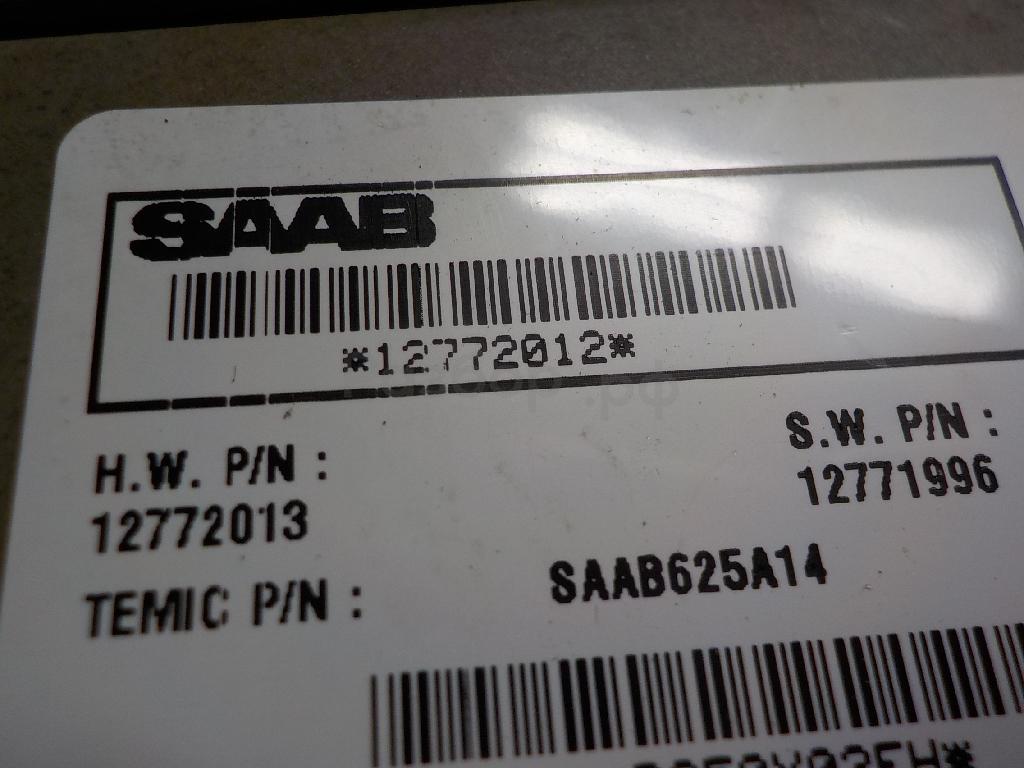 SAAB
*12772012*
H.W. P/N :
S.W. P/N :
12772013
12771996
TEMIC P/N :
SAAB625A14